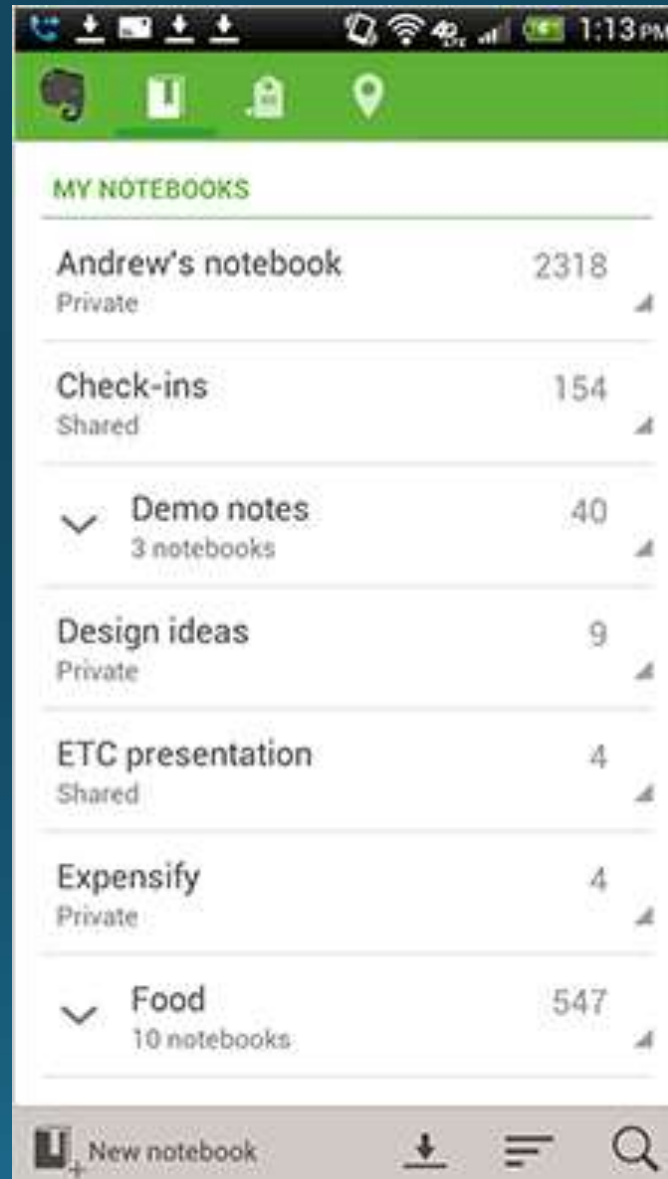 1:13 PM
MY NOTEBOOKS
Andrew's notebook 2318
Private
Check-ins 154
Shared
Demo notes 40
3 notebooks
Design ideas 9
Private
ETC presentation 4
Shared
Expensify 4
Private
Food 547
10 notebooks
New notebook